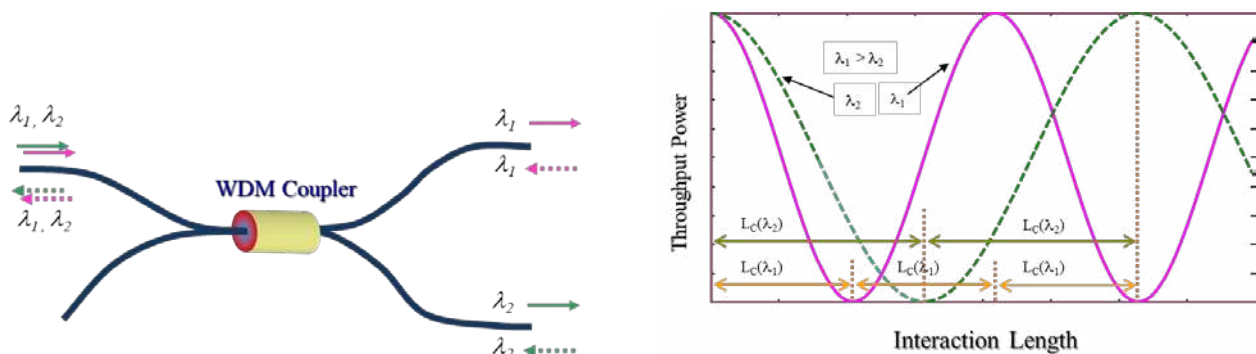 λ1, λ2
λ1, λ2
WDM Coupler
λ1
λ1
λ2
λ2
Throughput Power
λ1 > λ2
λ2
λ1
LC(λ2)
LC(λ2)
LC(λ1)
LC(λ1)
LC(λ1)
Interaction Length